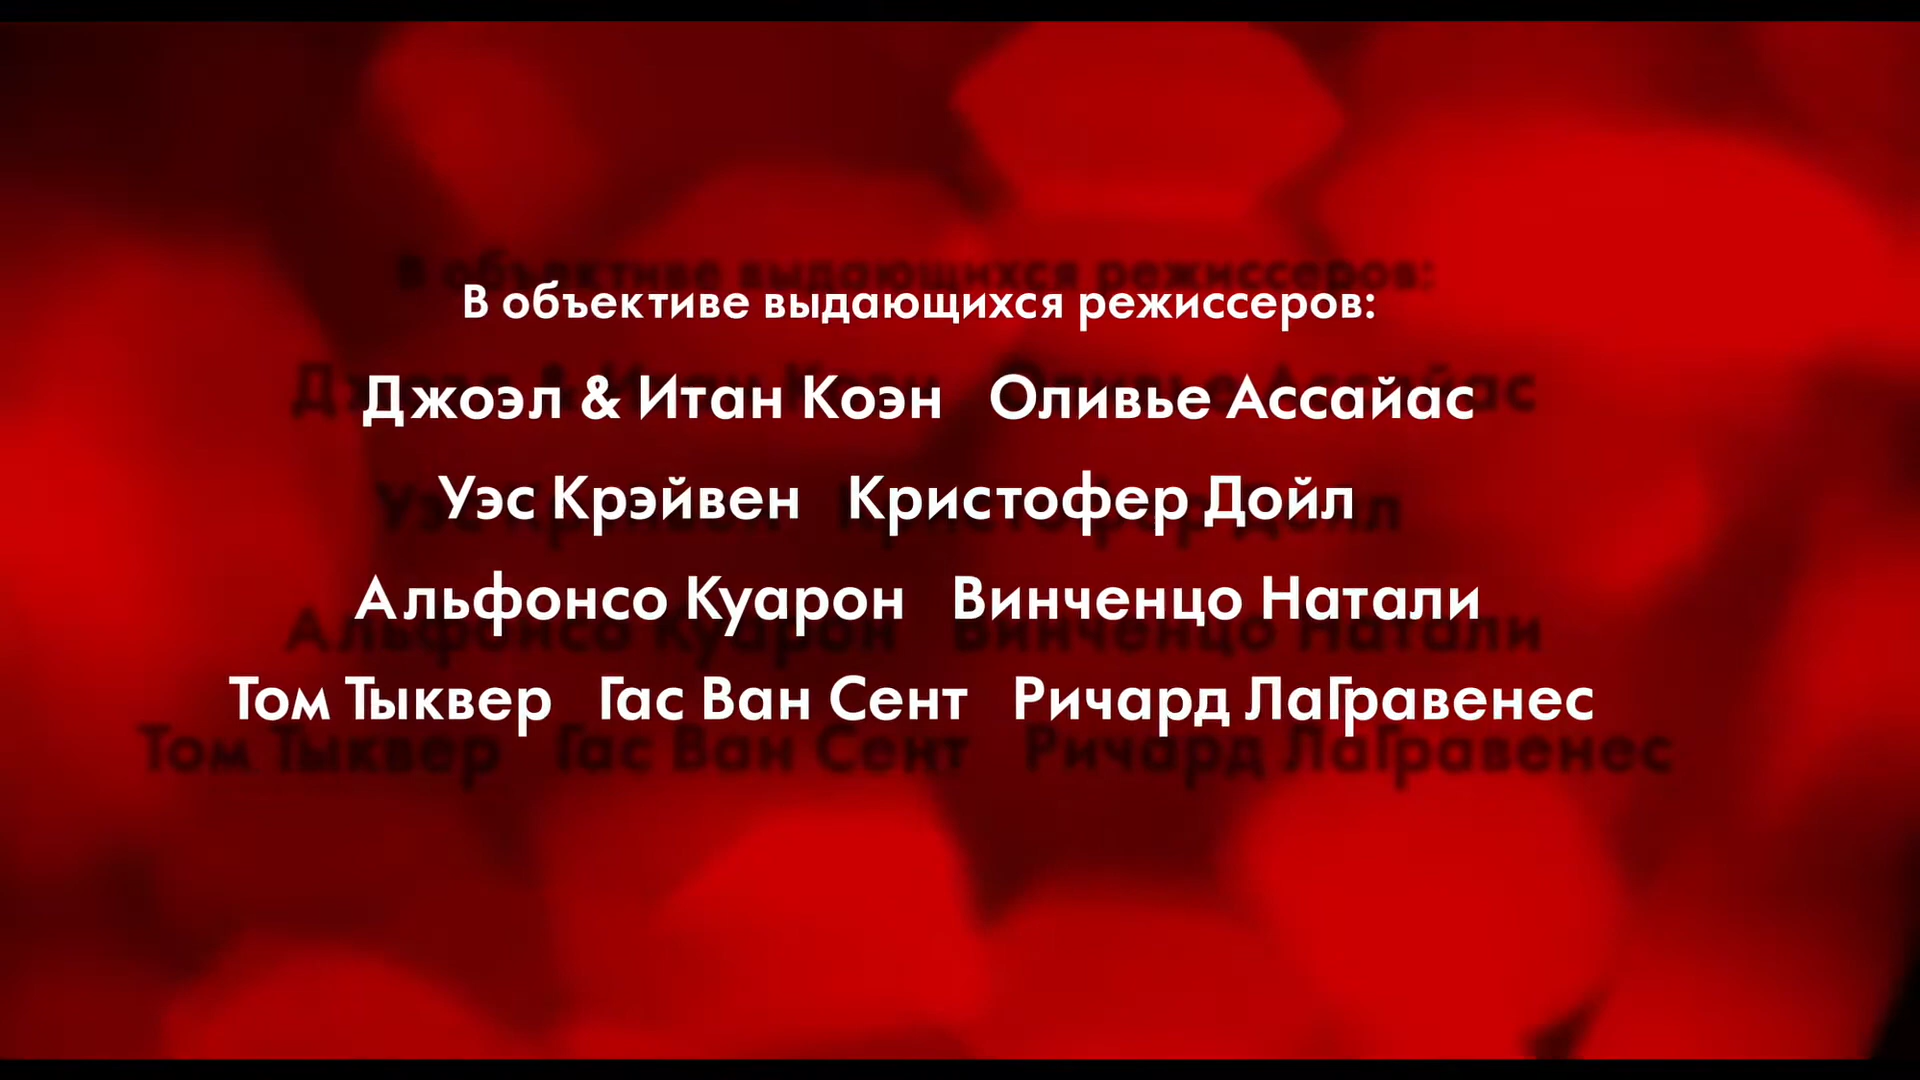 В объективе выдающихся режиссеров:
Джоэл & Итан Коэн Оливье Ассайас
Уэс Крэйвен Кристофер Дойл
Альфонсо Куарон Винченцо Натали
Том Тыквер Гас Ван Сент Ричард ЛаГравенес